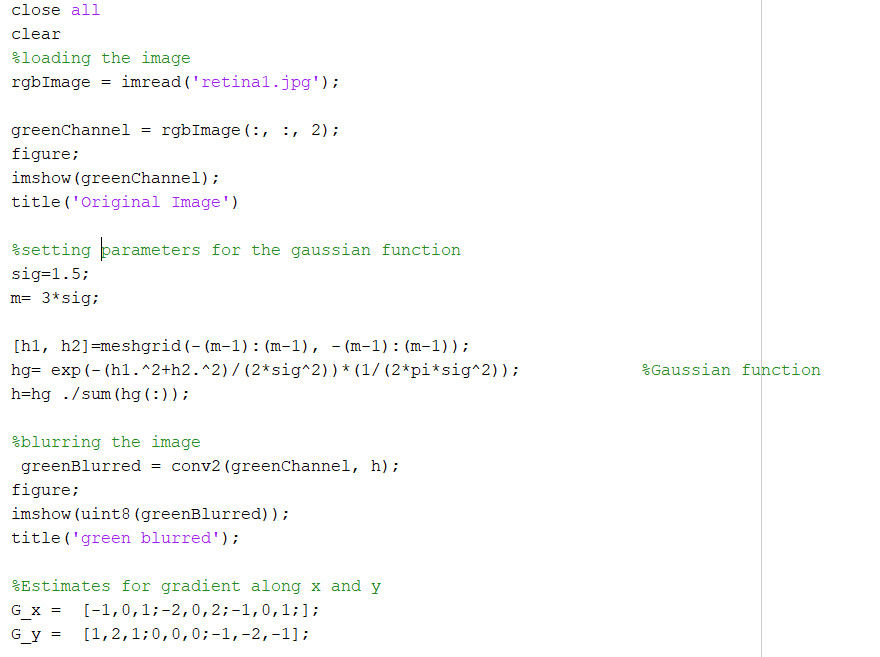 close all
clear
%loading the image
rgbImage = imread('retina1.jpg');
greenChannel = rgbImage(:, :, 2);
figure;
imshow(greenChannel);
title('Original Image')
%setting parameters for the gaussian function
sig=1.5;
m= 3*sig;
[h1, h2]=meshgrid(-(m-1):(m-1), -(m-1):(m-1));
hg= exp(-(h1.^2+h2.^2)/(2*sig^2))*(1/(2*pi*sig^2)); %Gaussian function
h=hg ./sum(hg(:));
%blurring the image
greenBlurred = conv2(greenChannel, h);
figure;
imshow(uint8(greenBlurred));
title('green blurred');
%Estimates for gradient along x and y
G_x =  [-1,0,1;-2,0,2;-1,0,1;];
G_y =  [1,2,1;0,0,0;-1,-2,-1];